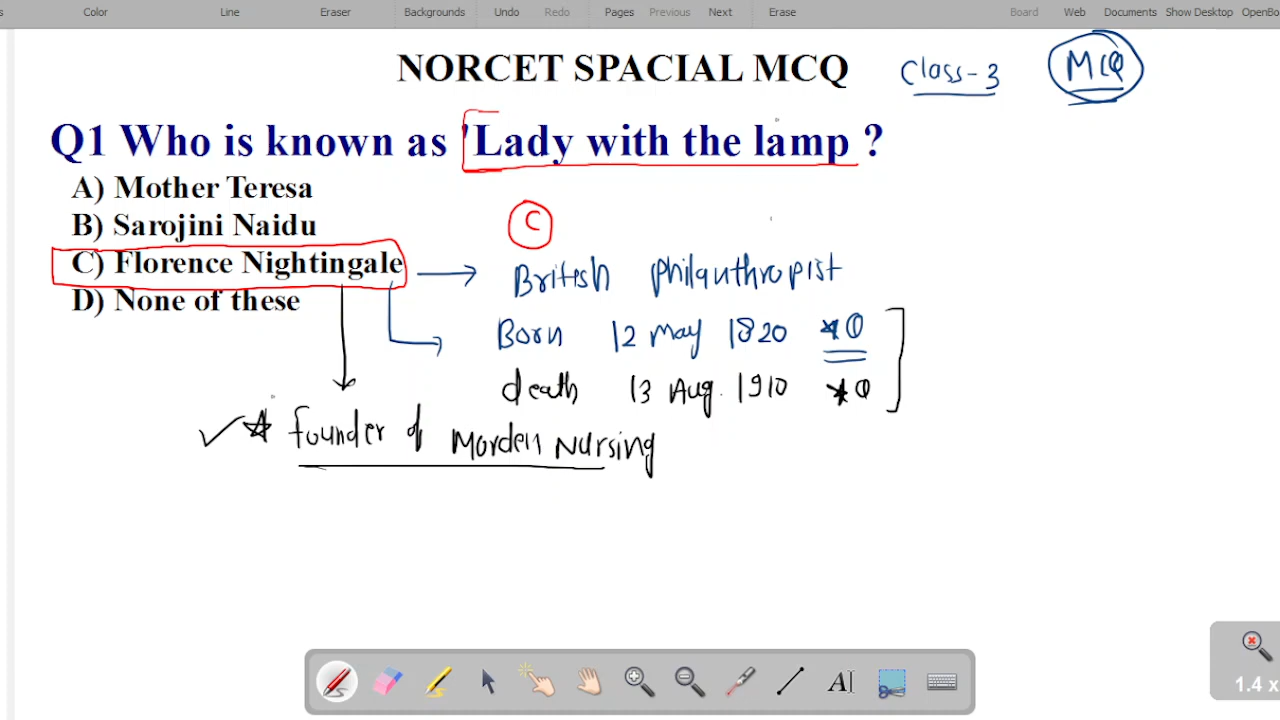 s Color Line Eraser Backgrounds Undo Redo Pages Previous Next Erase Board Web Documents Show Desktop OpenBo
NORCET SPACIAL MCQ Class-3 MCQ
Q1 Who is known as 'Lady with the lamp ?
A) Mother Teresa
B) Sarojini Naidu
C
C) Florence Nightingale
British philanthropist
D) None of these
Born 12 May 1820
death 13 Aug. 1910
founder of Morden Nursing
1.4 x